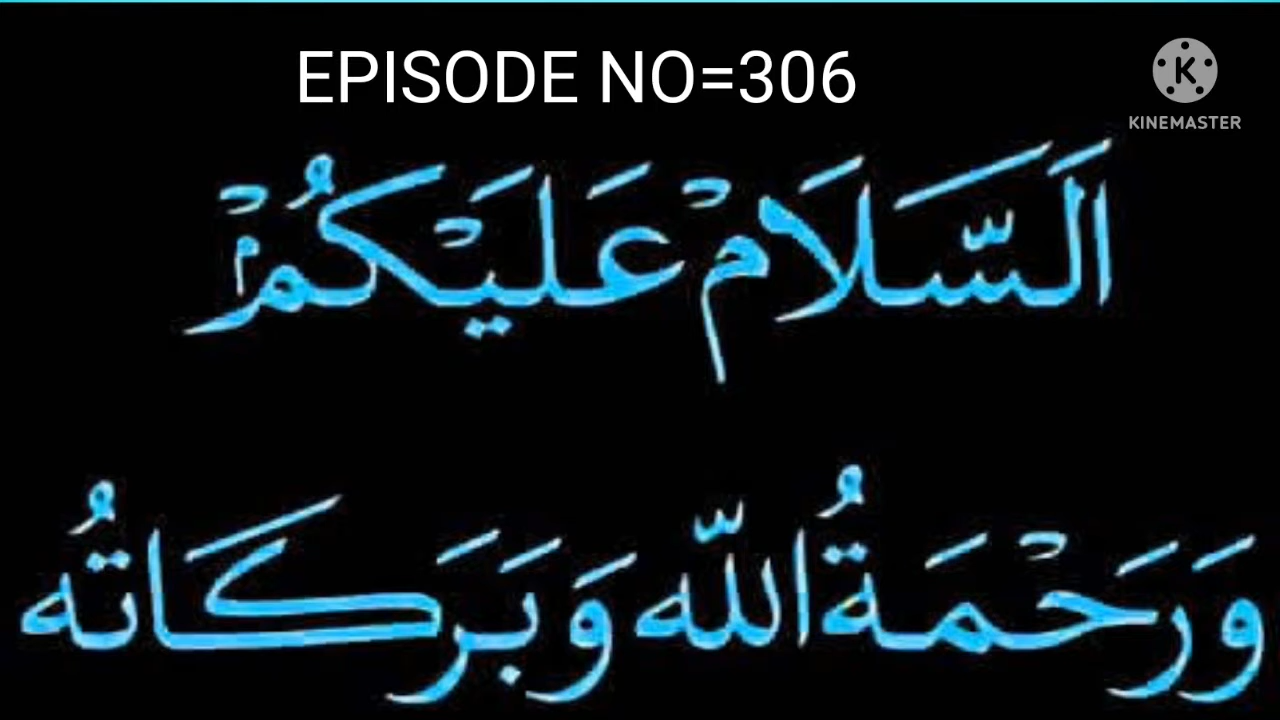 EPISODE NO=306
KINEMASTER
اَلسَّلَامْ عَلَيْكُمْ
وَرَحْمَةُ اللّٰه وَبَرَكَاتُه